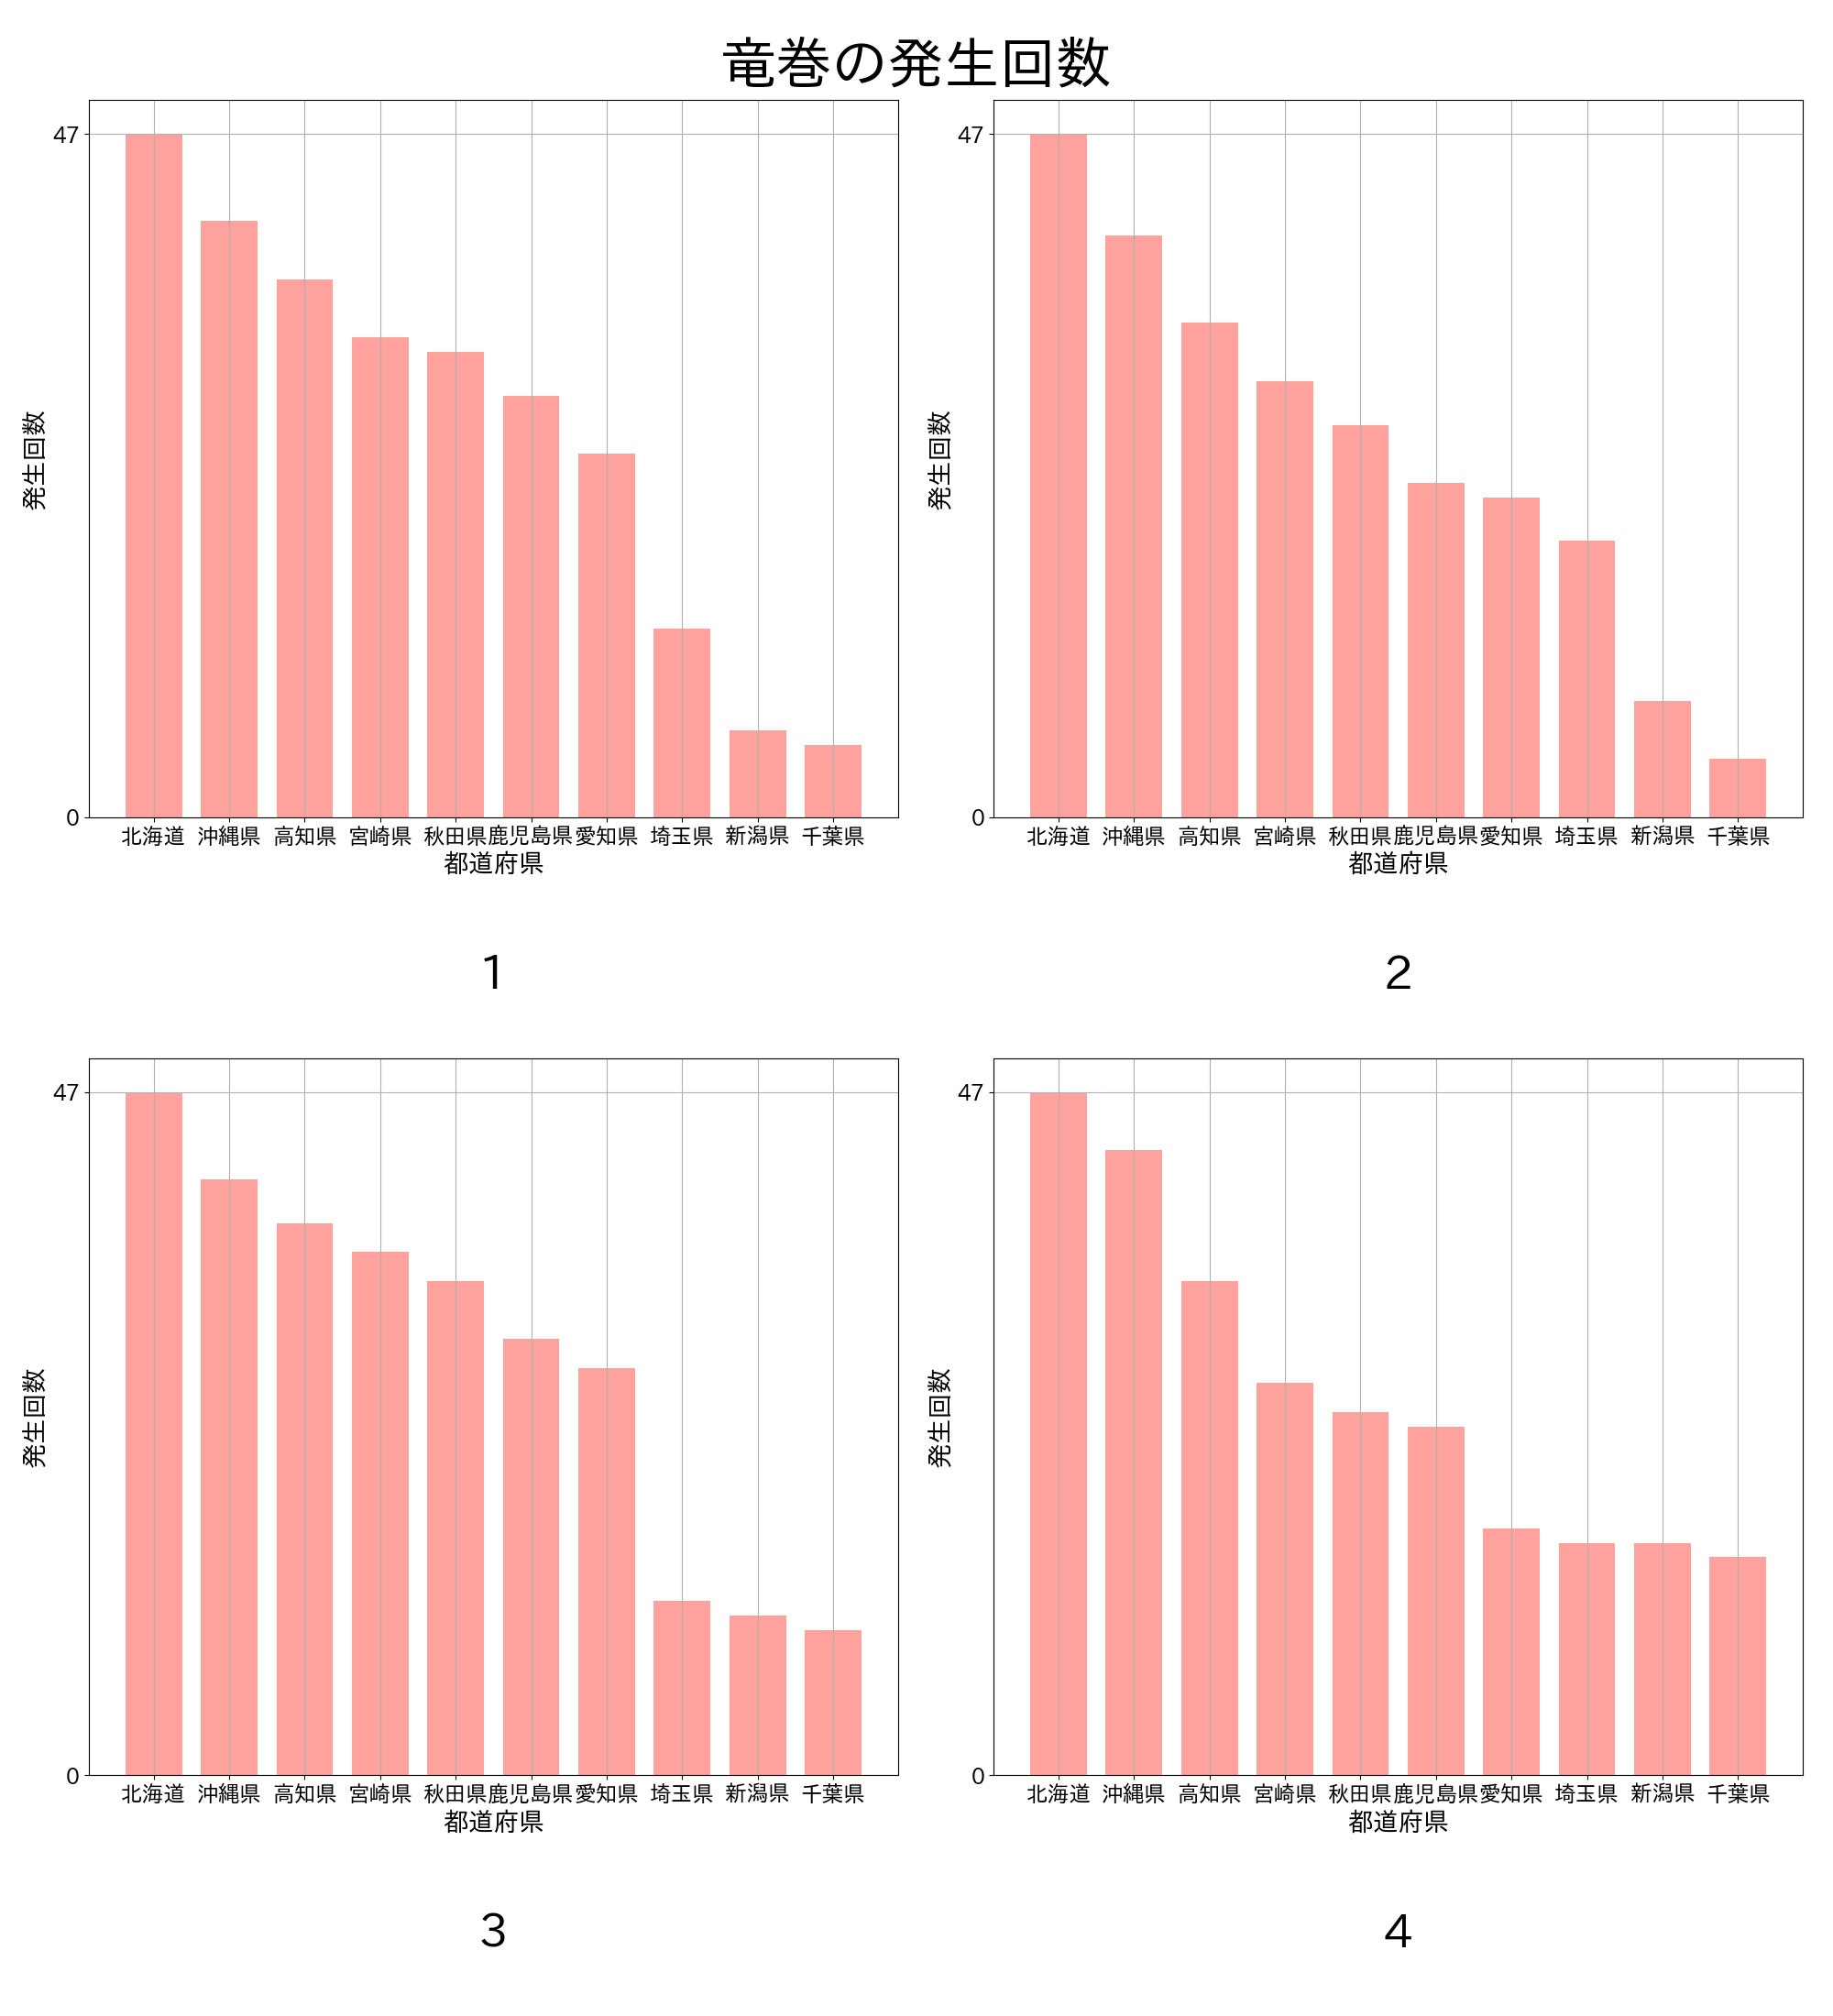 竜巻の発生回数
47
0
発生回数
北海道 沖縄県 高知県 宮崎県 秋田県 鹿児島県 愛知県 埼玉県 新潟県 千葉県
都道府県
1
47
0
発生回数
北海道 沖縄県 高知県 宮崎県 秋田県 鹿児島県 愛知県 埼玉県 新潟県 千葉県
都道府県
2
47
0
発生回数
北海道 沖縄県 高知県 宮崎県 秋田県 鹿児島県 愛知県 埼玉県 新潟県 千葉県
都道府県
3
47
0
発生回数
北海道 沖縄県 高知県 宮崎県 秋田県 鹿児島県 愛知県 埼玉県 新潟県 千葉県
都道府県
4